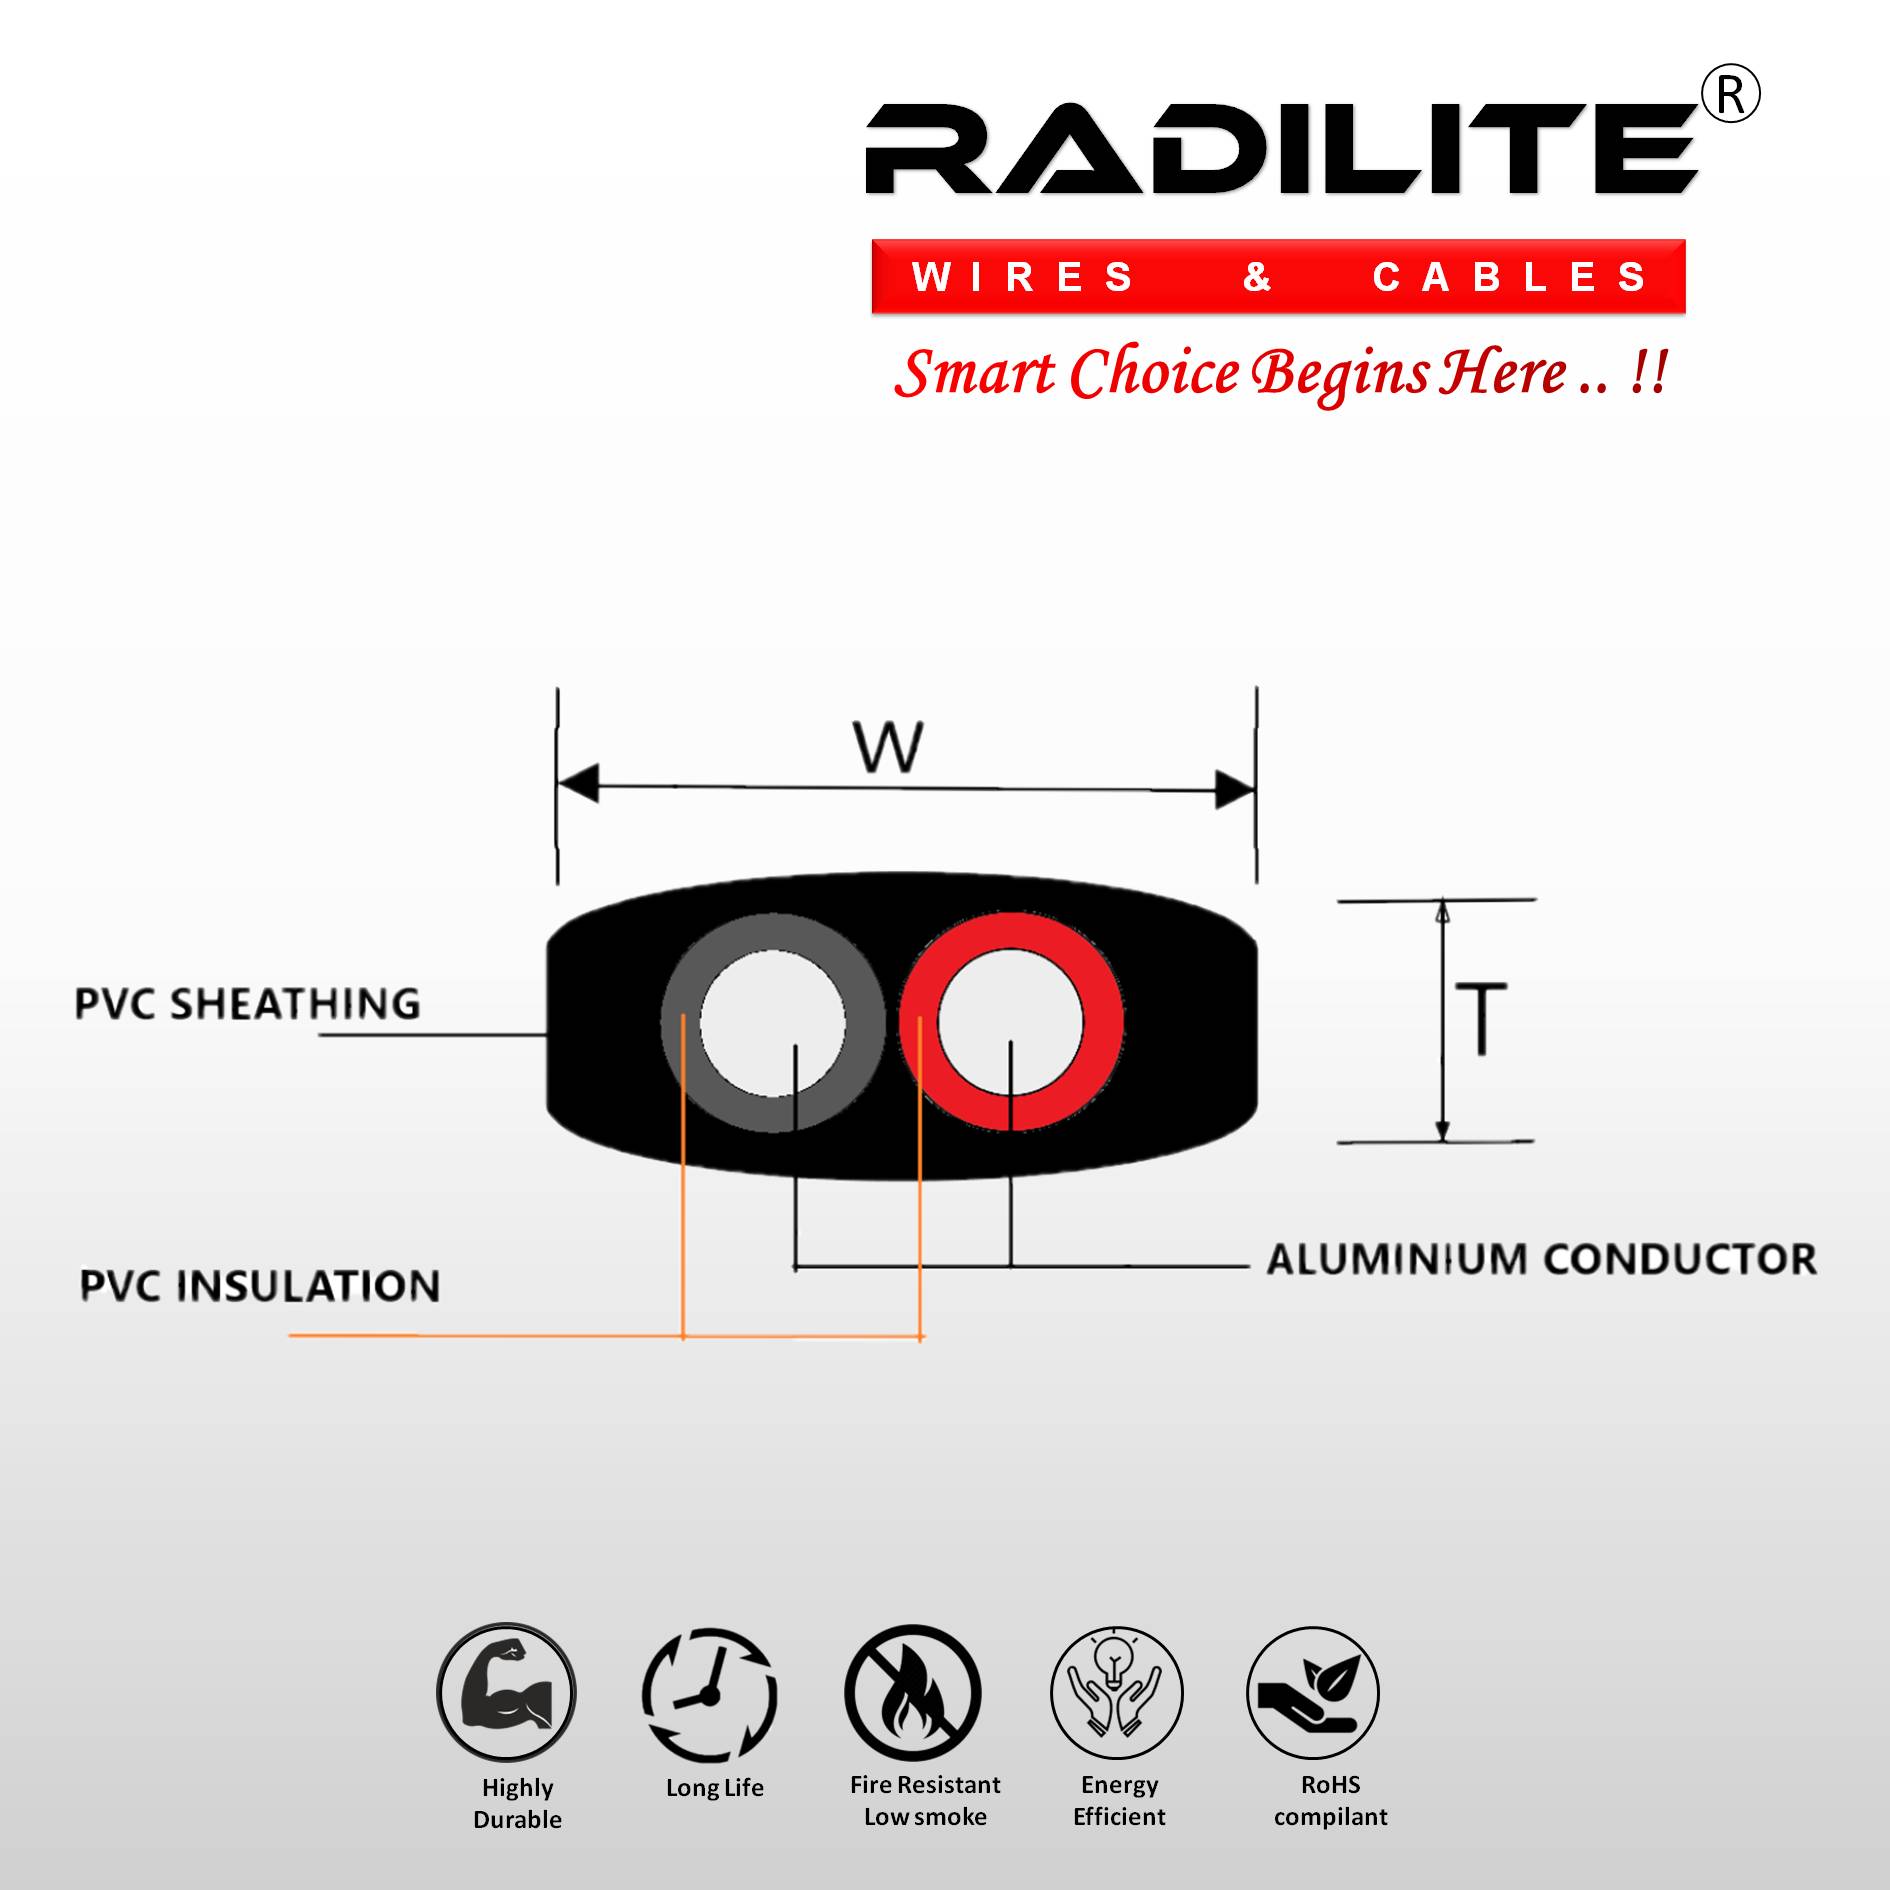 RADILITE®
WIRES & CABLES
Smart Choice Begins Here .. !!
W
T
PVC SHEATHING
ALUMINIUM CONDUCTOR
PVC INSULATION
Highly
Durable
Long Life
Fire Resistant
Low smoke
Energy
Efficient
RoHS
compilant